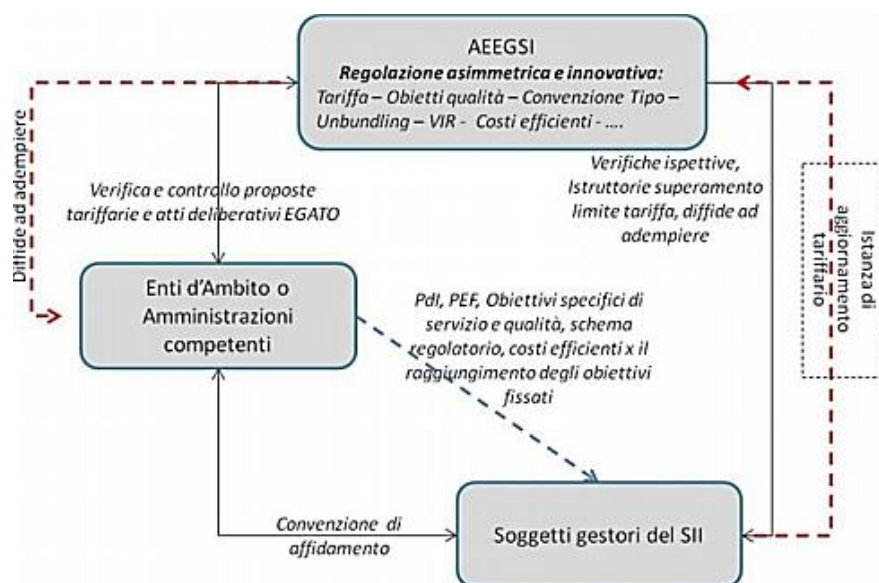 AEEGSI
Regolazione asimmetrica e innovativa:
Tariffa – Obietti qualità – Convenzione Tipo –
Unbundling – VIR - Costi efficienti - ....
Diffide ad adempiere
Verifica e controllo proposte
tariffarie e atti deliberativi EGATO
Verifiche ispettive,
Istruttorie superamento
limite tariffa, diffide ad
adempiere
Istanza di
aggiornamento
tariffario
Enti d'Ambito o
Amministrazioni
competenti
PdI, PEF, Obiettivi specifici di
servizio e qualità, schema
regolatorio, costi efficienti x il
raggiungimento degli obiettivi
fissati
Convenzione di
affidamento
Soggetti gestori del SII